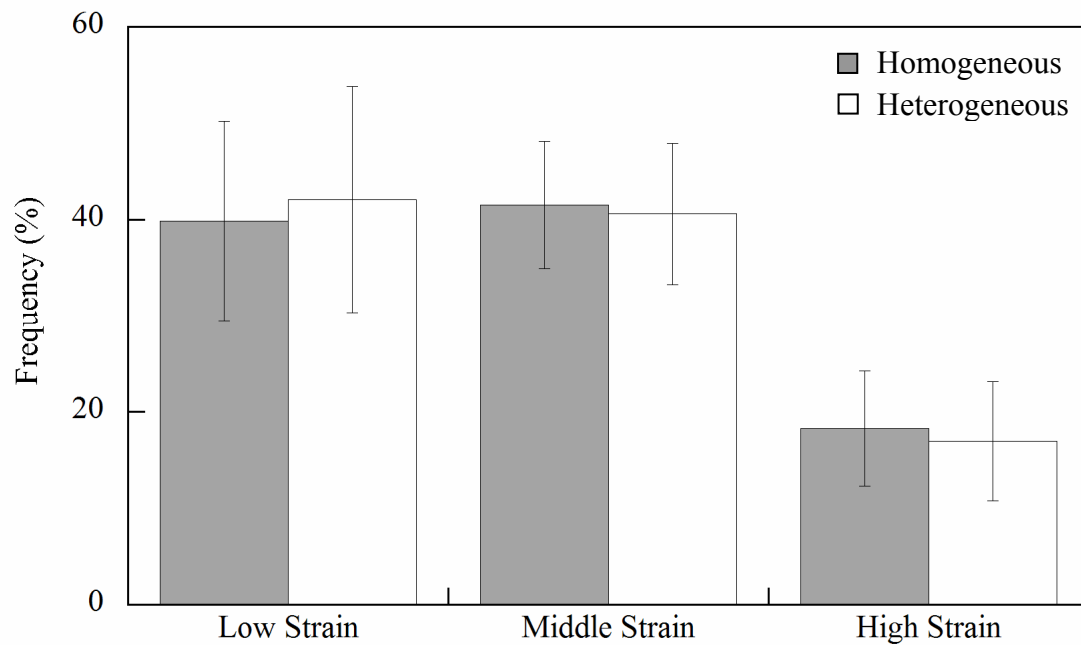 60
Homogeneous
Heterogeneous
40
Frequency (%)
20
0
Low Strain
Middle Strain
High Strain